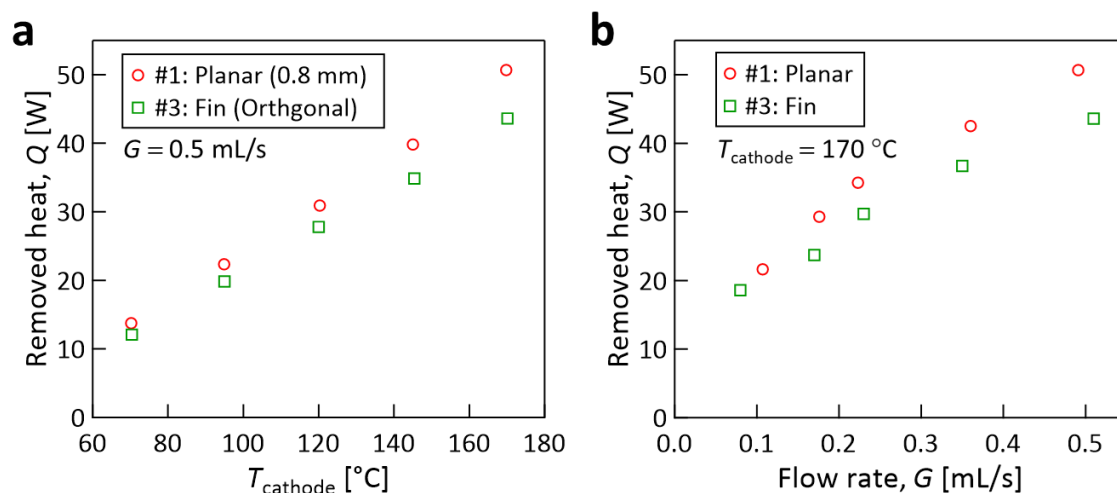 a
50
40
30
20
10
0
Removed heat, Q [W]
#1: Planar (0.8 mm)
#3: Fin (Orthgonal)
G = 0.5 mL/s
60 80 100 120 140 160 180
Tcathode [°C]
b
50
40
30
20
10
0
Removed heat, Q [W]
#1: Planar
#3: Fin
Tcathode = 170 °C
0.0 0.1 0.2 0.3 0.4 0.5
Flow rate, G [mL/s]